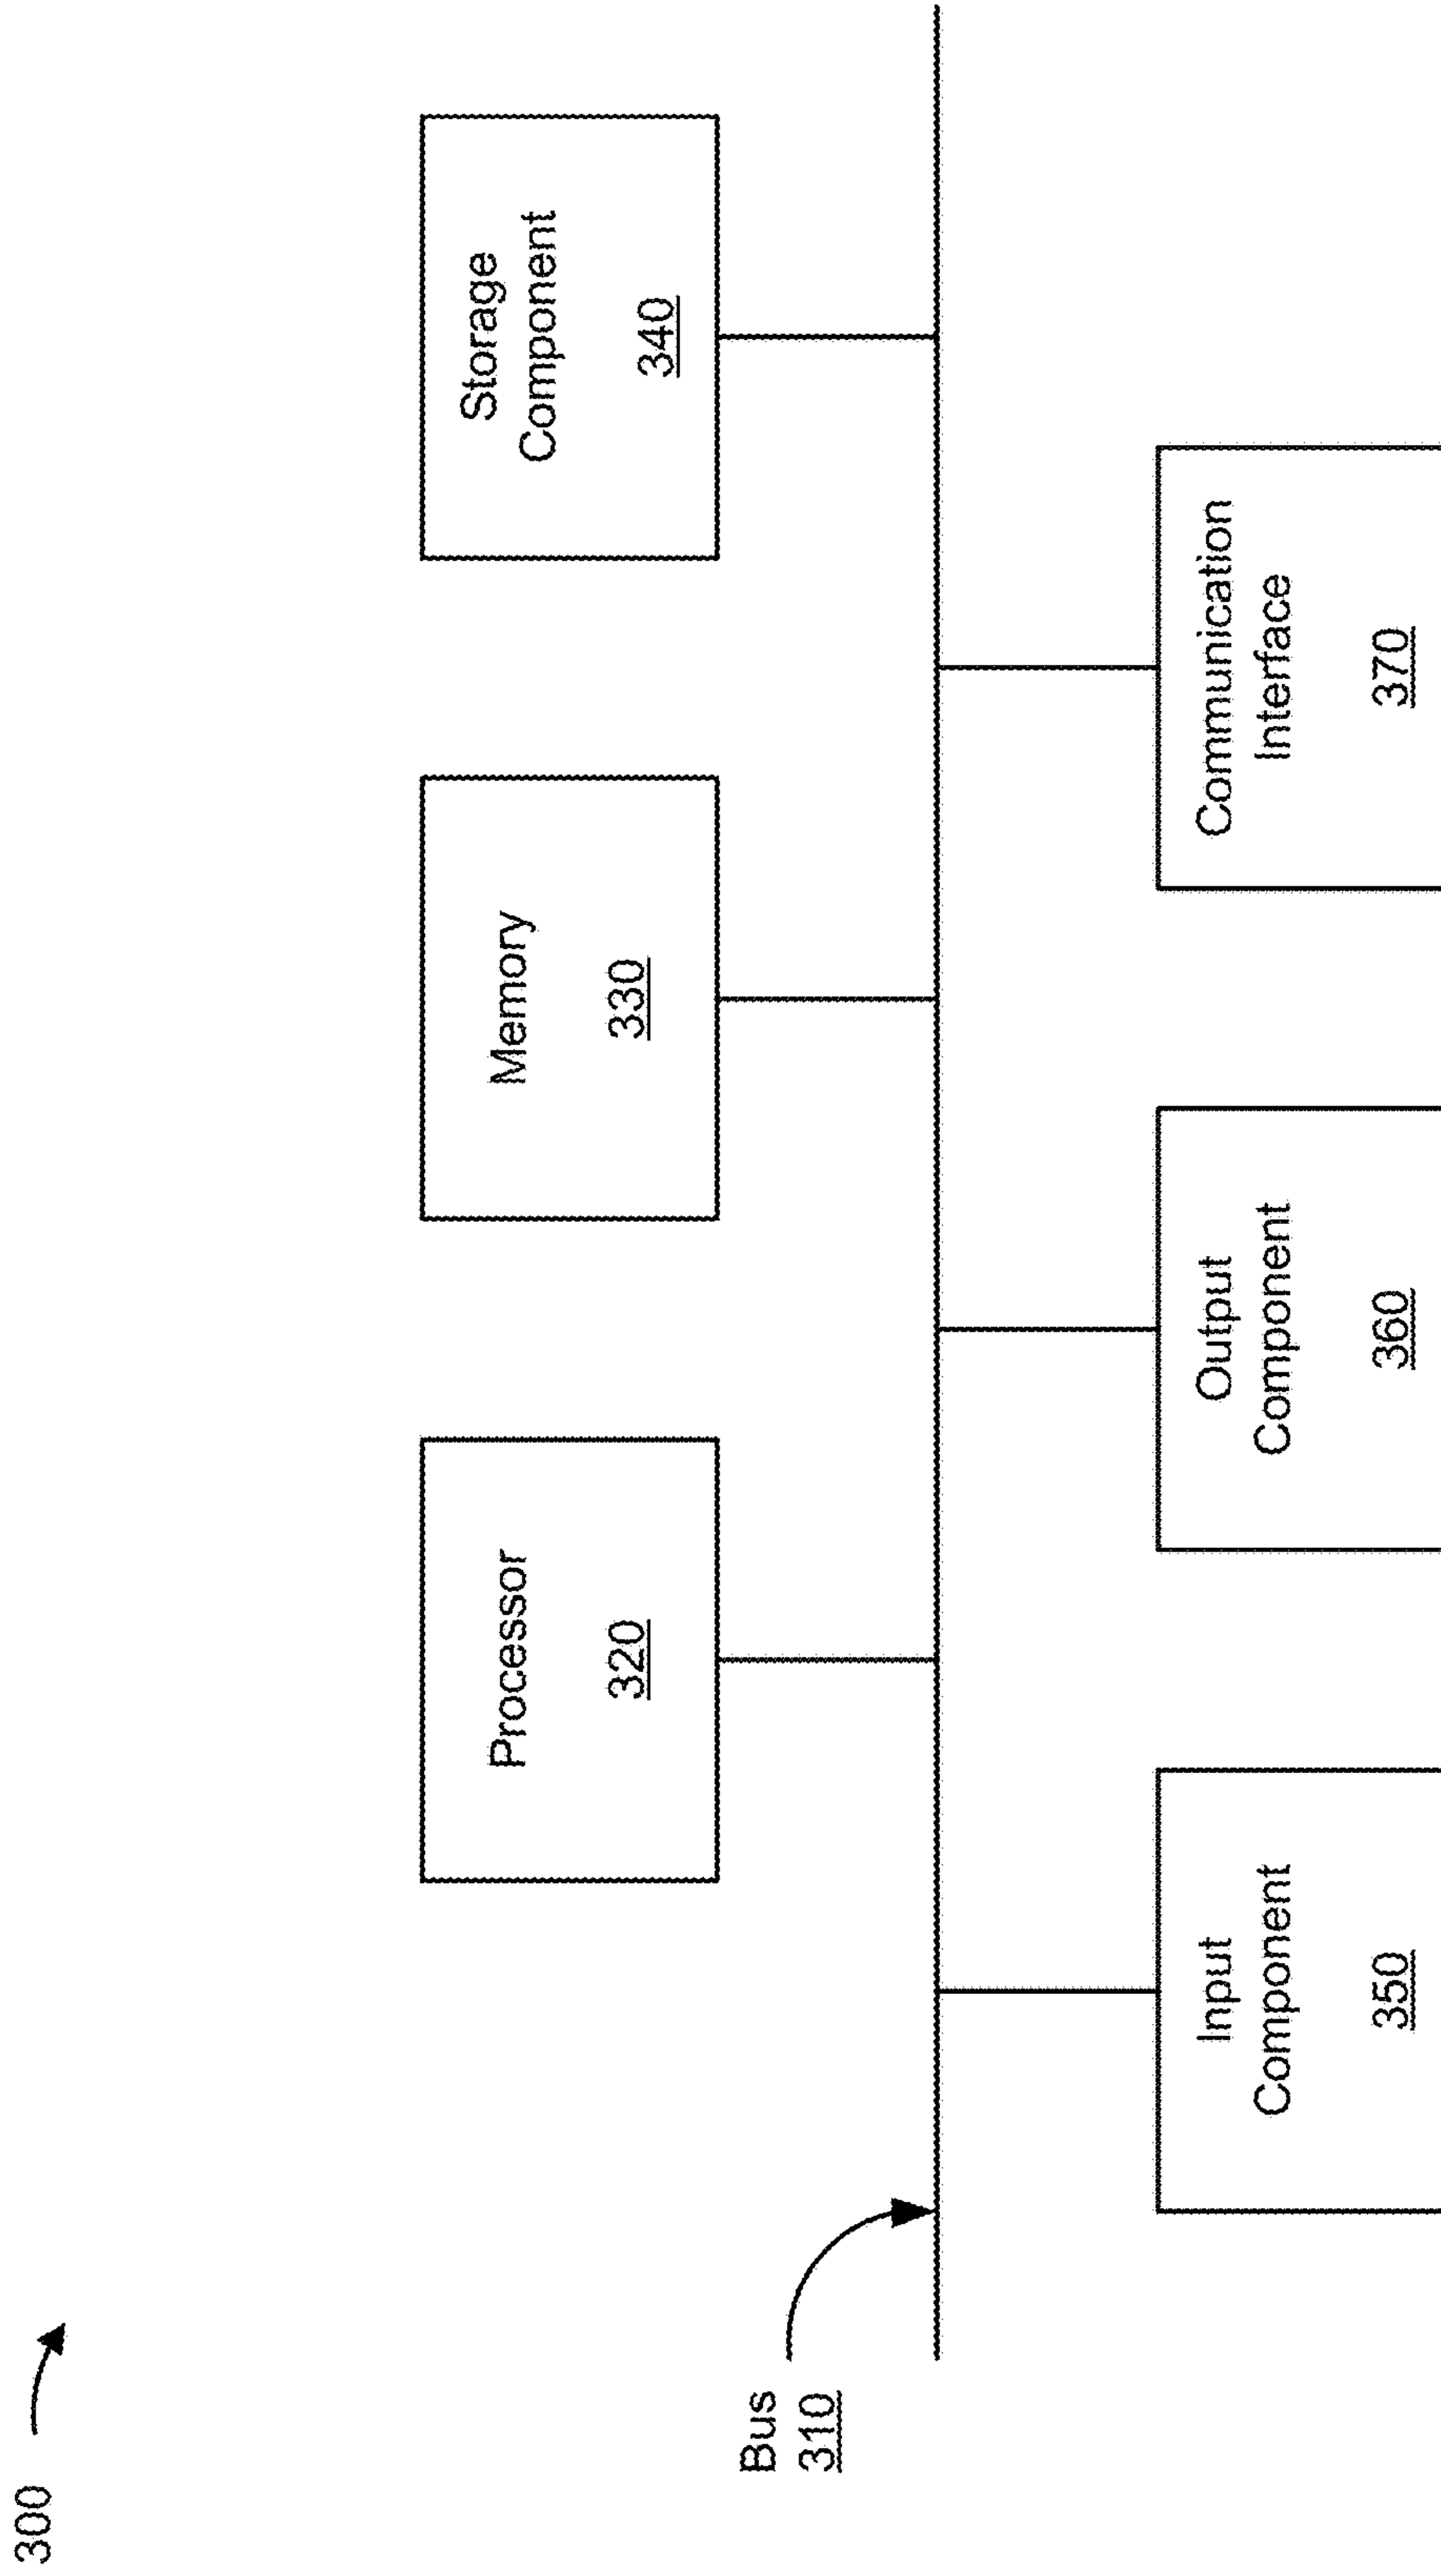 300
Processor
320
Memory
330
Storage
Component
340
Bus
310
Input
Component
350
Output
Component
360
Communication
Interface
370